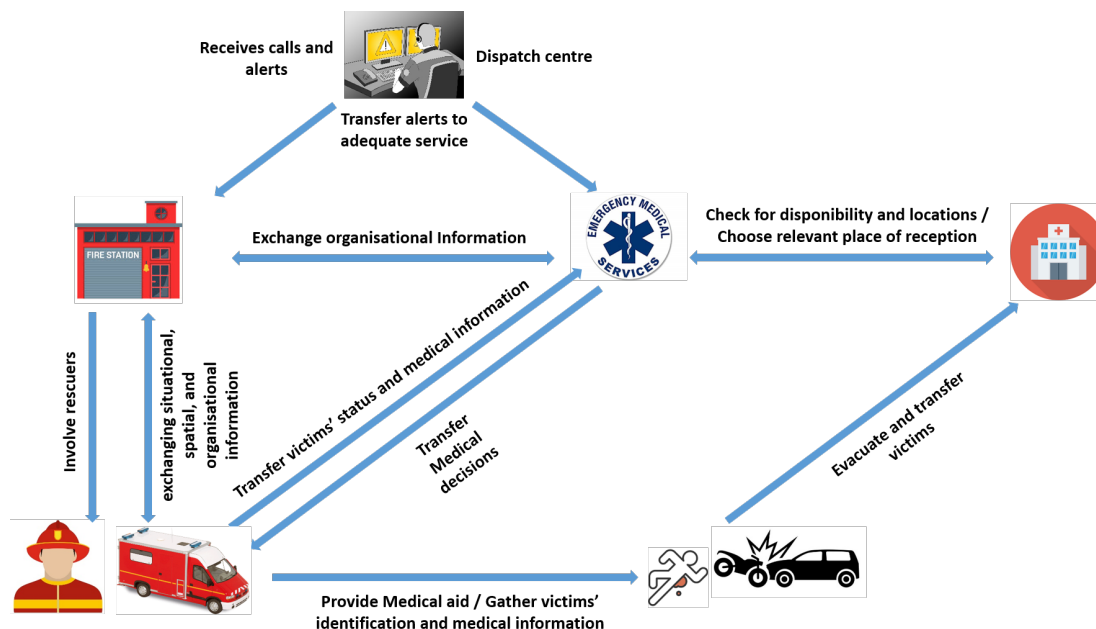 Receives calls and
alerts
Dispatch centre
Transfer alerts to
adequate service
FIRE STATION
Exchange organisational Information
EMERGENCY MEDICAL
SERVICES
Check for disponibility and locations /
Choose relevant place of reception
Involve rescuers
exchanging situational,
spatial, and
organisational
information
Transfer victims’ status and medical information
Transfer
Medical
decisions
Evacuate and transfer
victims
Provide Medical aid / Gather victims’
identification and medical information